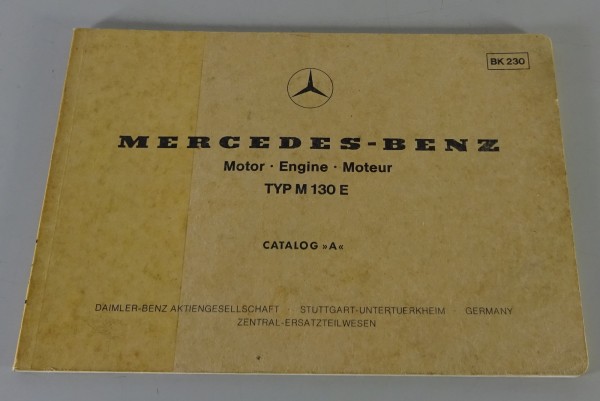 BK 230
MERCEDES-BENZ
Motor · Engine · Moteur
TYP M 130 E
CATALOG »A«
DAIMLER-BENZ AKTIENGESELLSCHAFT · STUTTGART-UNTERTUERKHEIM · GERMANY
ZENTRAL-ERSATZTEILWESEN